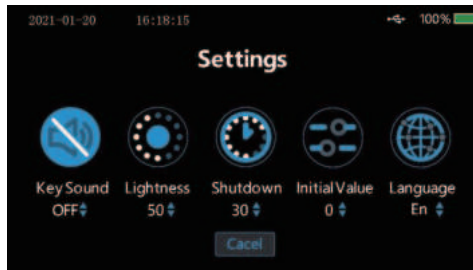 2021-01-20 16:18:15 100%
Settings
Key Sound Lightness Shutdown Initial Value Language
OFF 50 30 0 En
Cacel